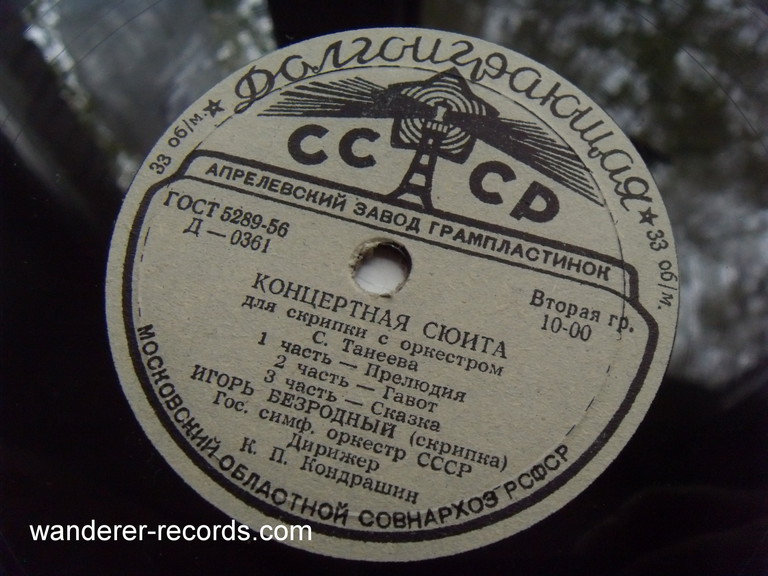 Долгоиграющая
33 об/м. ★
★ 33 об/м.
СССР
АПРЕЛЕВСКИЙ ЗАВОД ГРАМПЛАСТИНОК
ГОСТ 5289-56
Д — 0361
Вторая гр.
10-00
КОНЦЕРТНАЯ СЮИТА
для скрипки с оркестром
С. Танеева
1 часть — Прелюдия
2 часть — Гавот
3 часть — Сказка
ИГОРЬ БЕЗРОДНЫЙ (скрипка)
Гос. симф. оркестр СССР
Дирижер
К. П. Кондрашин
МОСКОВСКИЙ ОБЛАСТНОЙ СОВНАРХОЗ РСФСР
wanderer-records.com